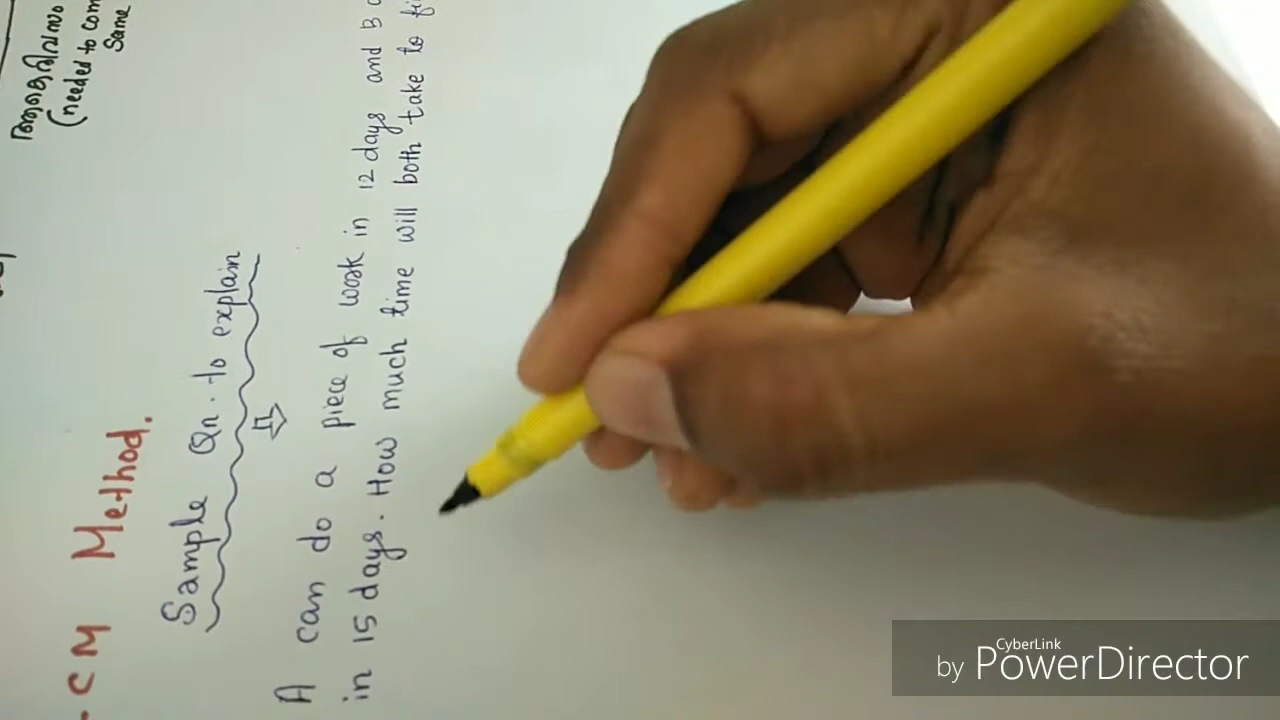 (needed to com
Same
CM Method.
Sample Qn. to explain
A can do a piece of work in 12 days and B c
in 15 days. How much time will both take to fi
by CyberLink PowerDirector